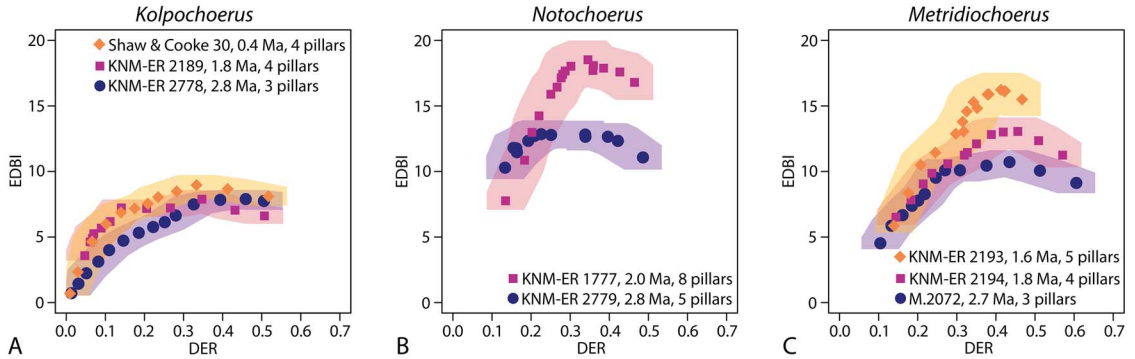 Kolpochoerus
Notochoerus
Metridiochoerus
20
15
10
5
0
EDBI
Shaw & Cooke 30, 0.4 Ma, 4 pillars
KNM-ER 2189, 1.8 Ma, 4 pillars
KNM-ER 2778, 2.8 Ma, 3 pillars
0.0 0.1 0.2 0.3 0.4 0.5 0.6 0.7
DER
A
20
15
10
5
0
EDBI
KNM-ER 1777, 2.0 Ma, 8 pillars
KNM-ER 2779, 2.8 Ma, 5 pillars
0.0 0.1 0.2 0.3 0.4 0.5 0.6 0.7
DER
B
20
15
10
5
0
EDBI
KNM-ER 2193, 1.6 Ma, 5 pillars
KNM-ER 2194, 1.8 Ma, 4 pillars
M.2072, 2.7 Ma, 3 pillars
0.0 0.1 0.2 0.3 0.4 0.5 0.6 0.7
DER
C